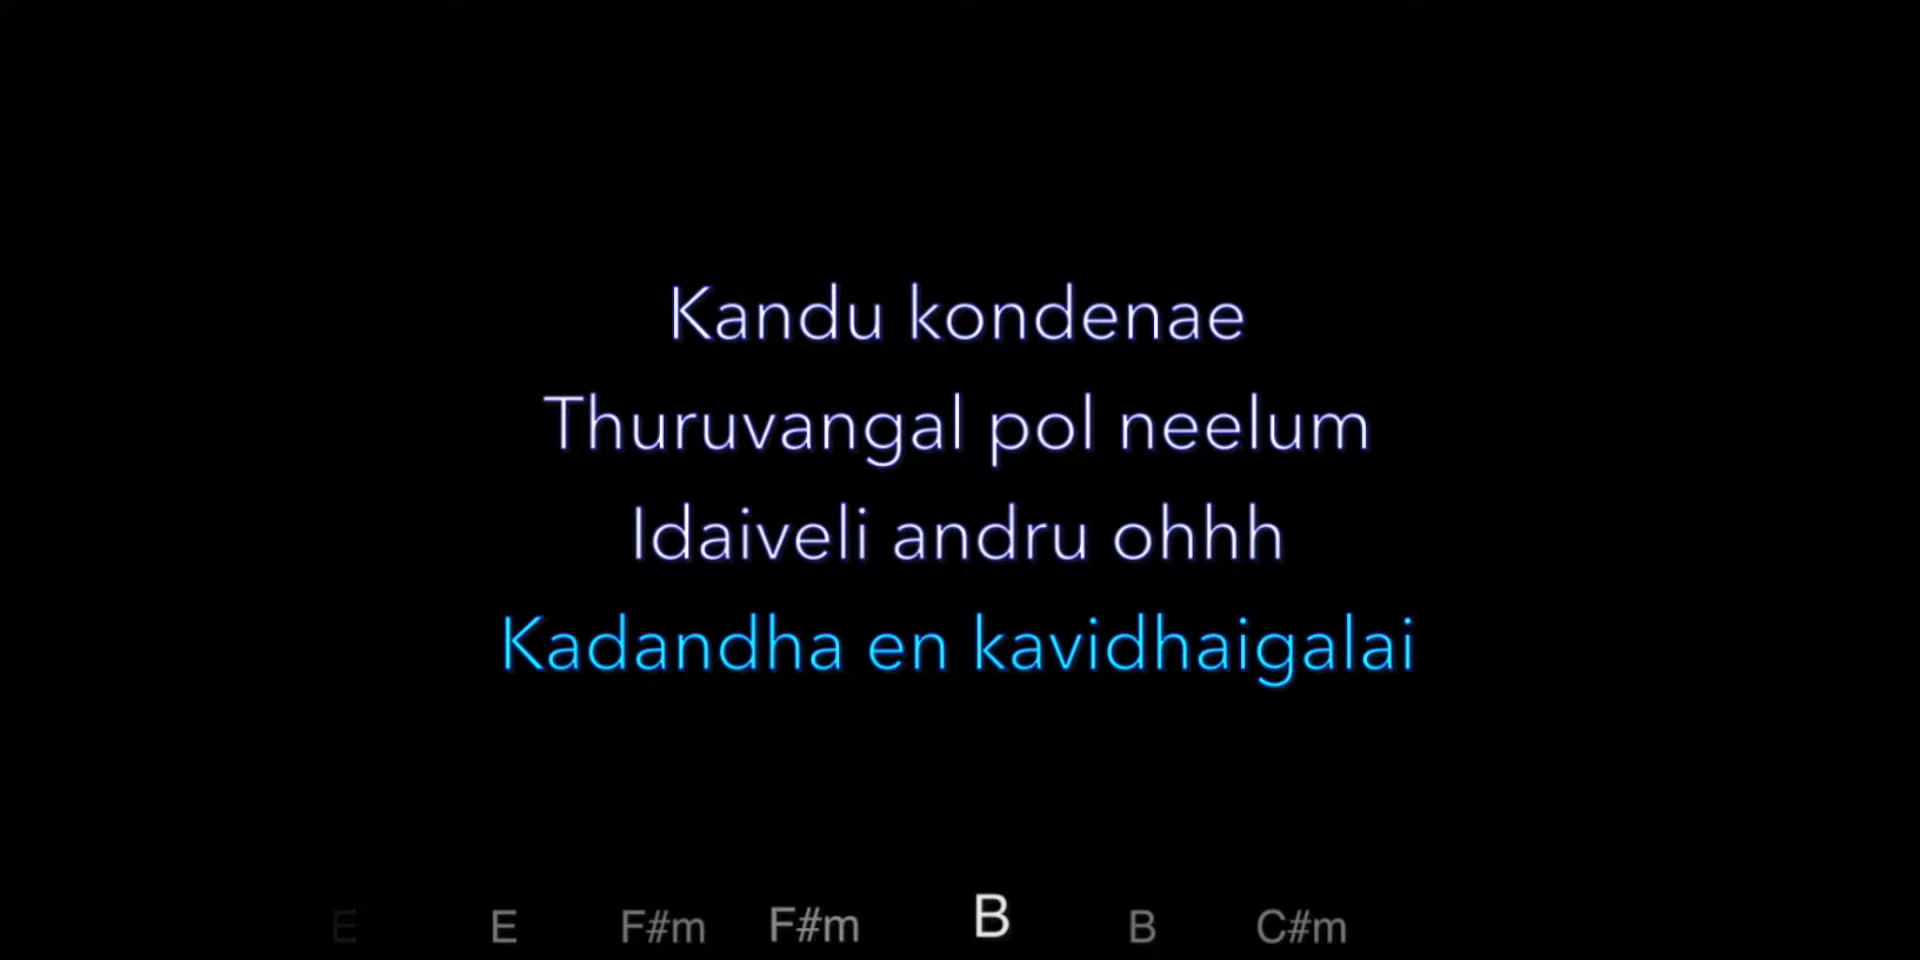 Kandu kondenae
Thuruvangal pol neelum
Idaiveli andru ohhh
Kadandha en kavidhaigalai
E E F#m F#m B B C#m